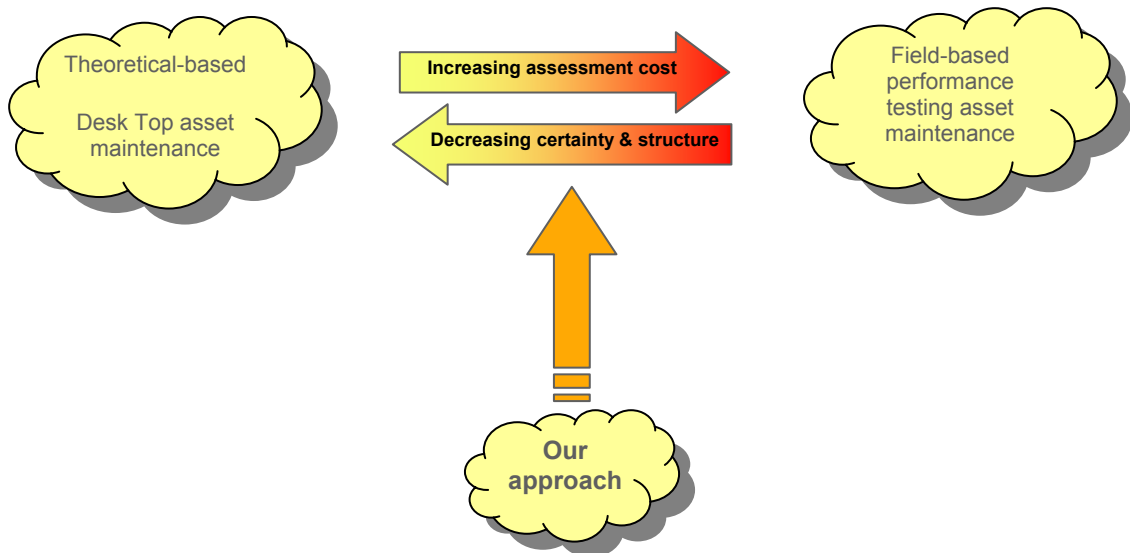 Theoretical-based
Desk Top asset
maintenance
Increasing assessment cost
Decreasing certainty & structure
Field-based
performance
testing asset
maintenance
Our
approach